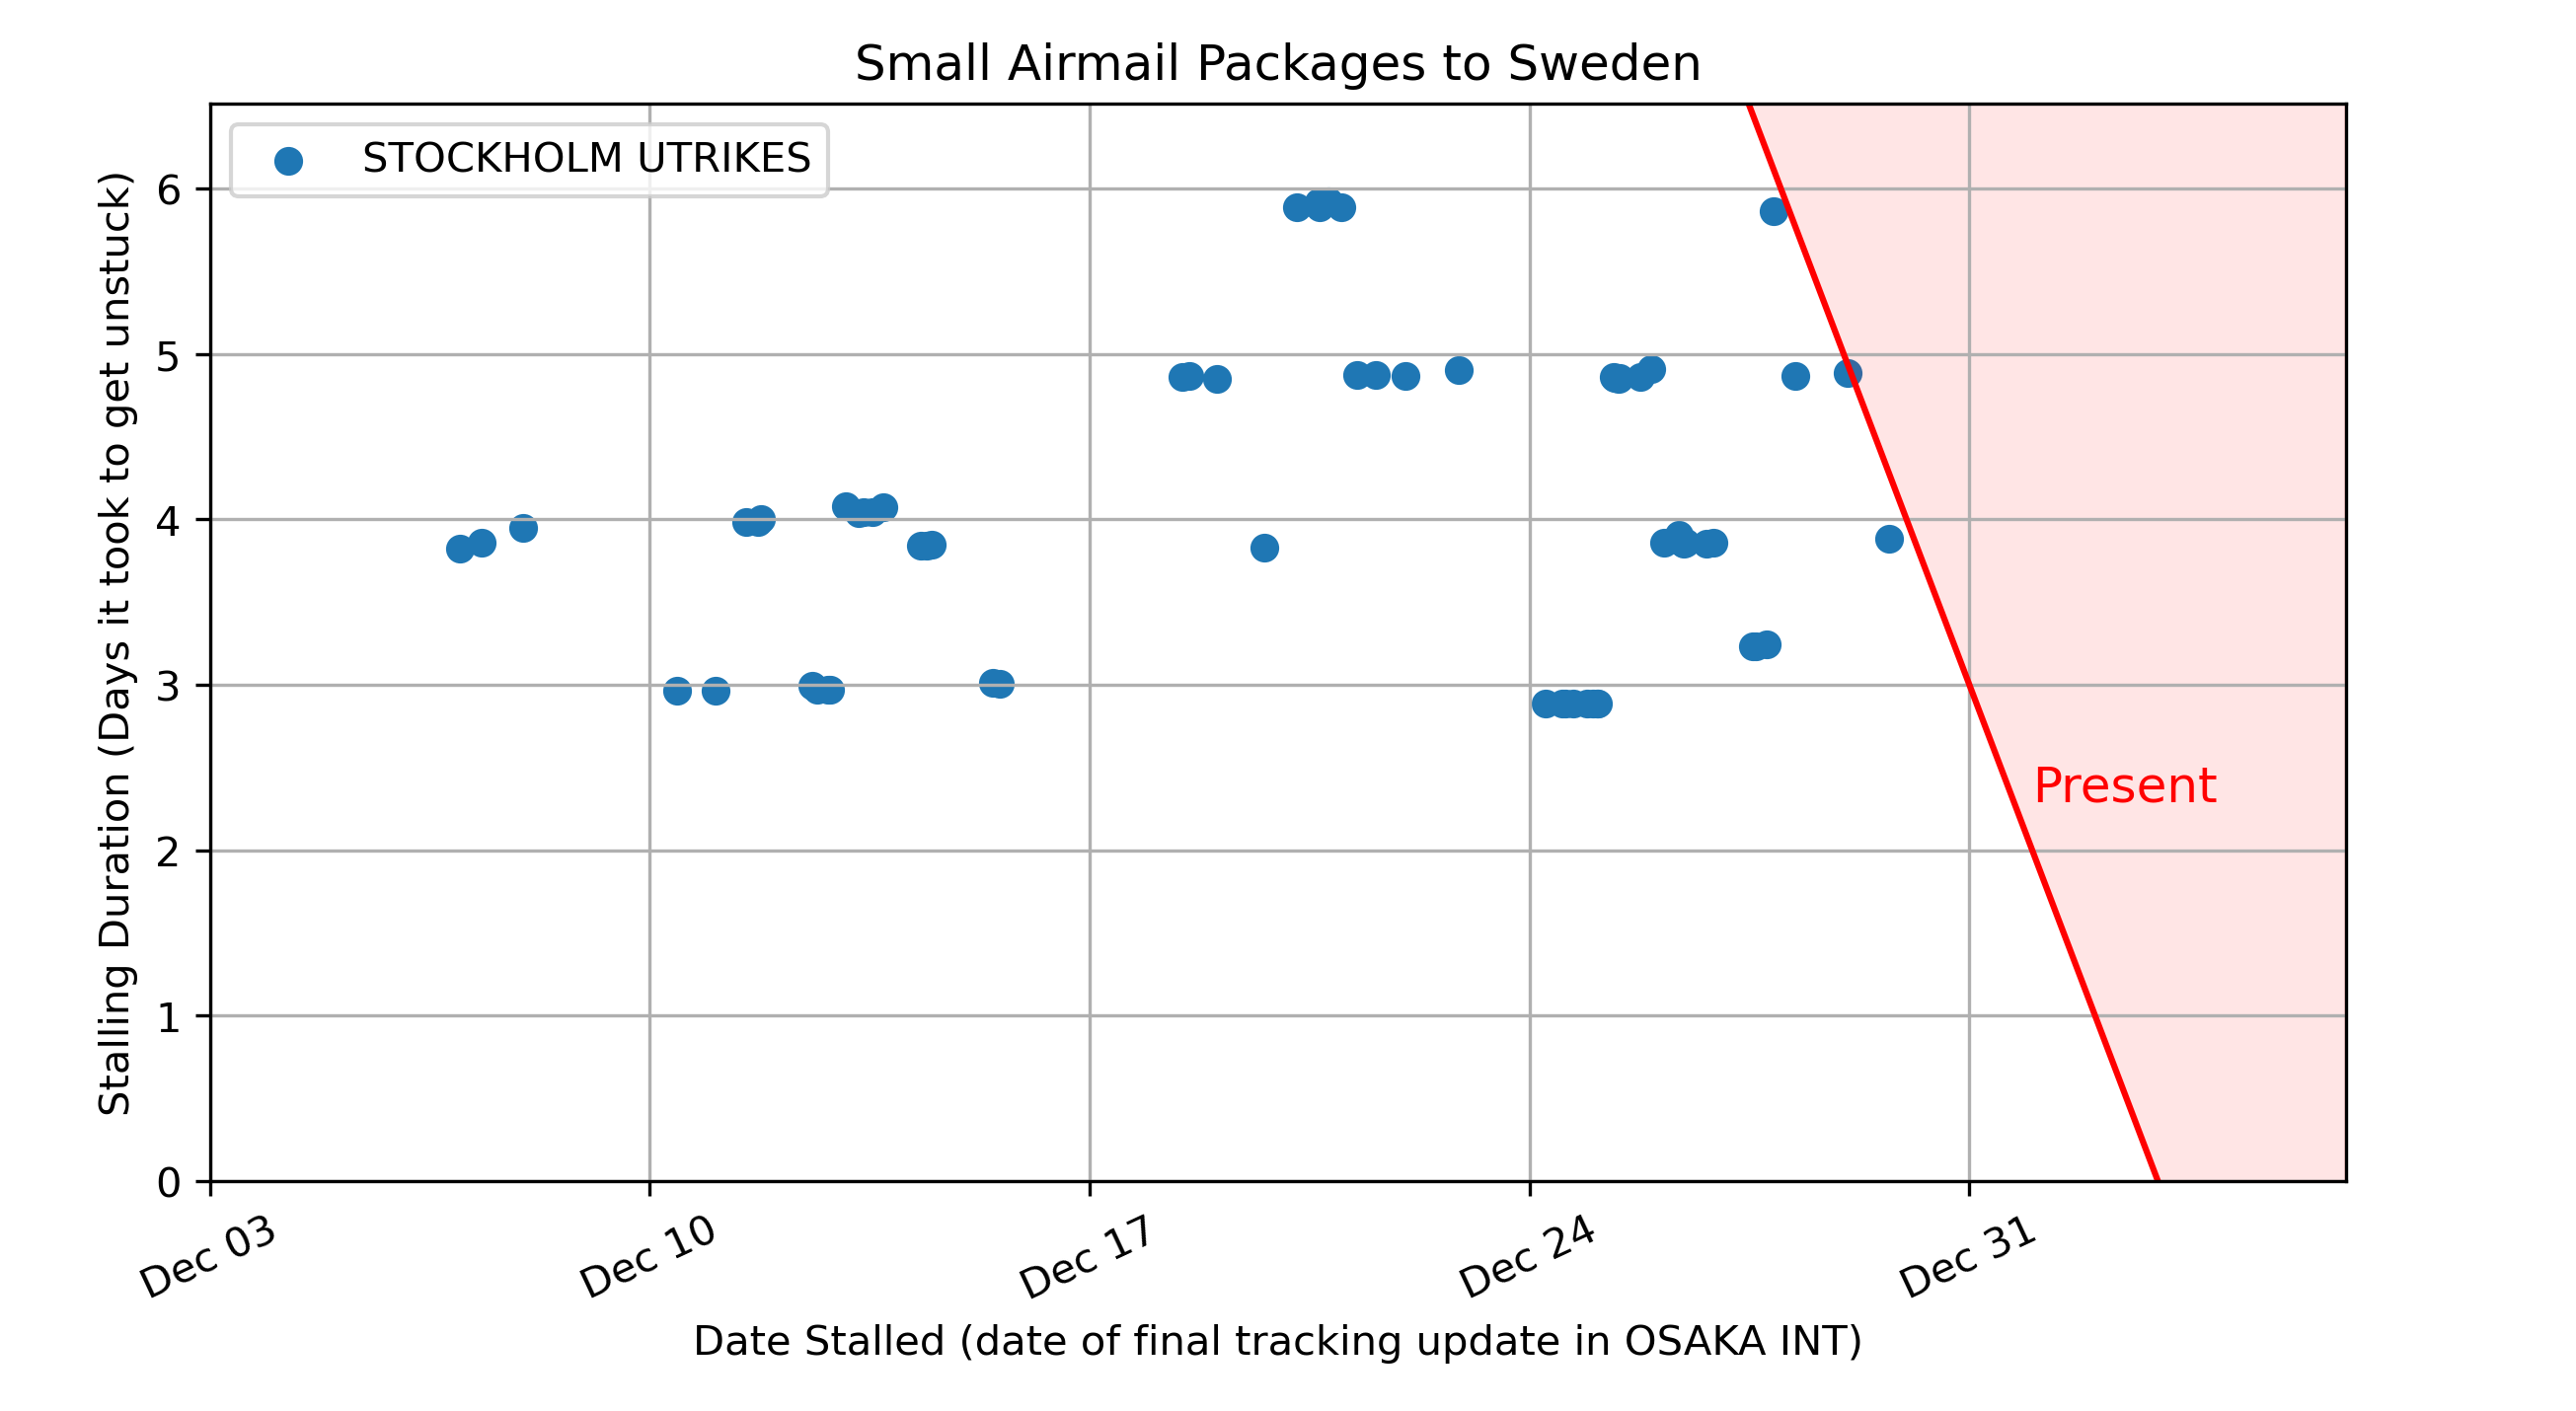 Small Airmail Packages to Sweden
STOCKHOLM UTRIKES
Stalling Duration (Days it took to get unstuck)
6
5
4
3
2
1
0
Present
Dec 03
Dec 10
Dec 17
Dec 24
Dec 31
Date Stalled (date of final tracking update in OSAKA INT)